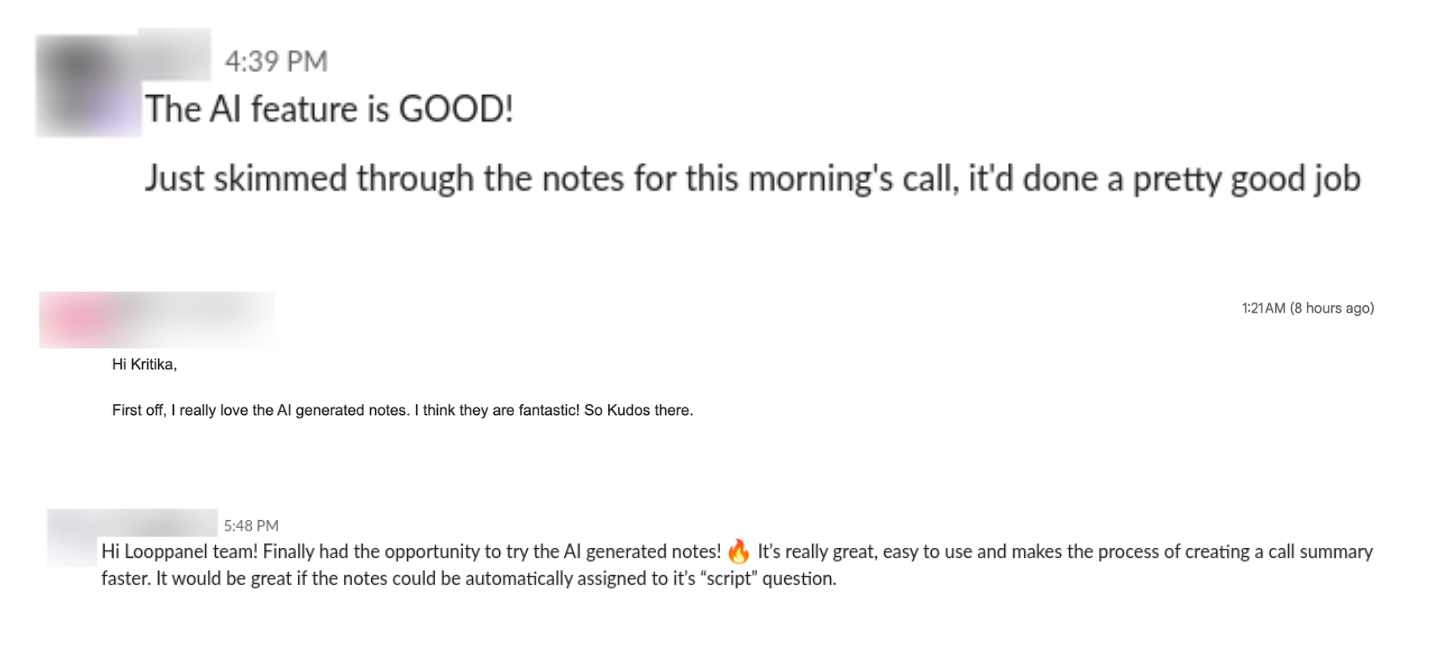 4:39 PM
The AI feature is GOOD!
Just skimmed through the notes for this morning's call, it'd done a pretty good job
1:21 AM (8 hours ago)
Hi Kritika,
First off, I really love the AI generated notes. I think they are fantastic! So Kudos there.
5:48 PM
Hi Looppanel team! Finally had the opportunity to try the AI generated notes! 🔥 It's really great, easy to use and makes the process of creating a call summary
faster. It would be great if the notes could be automatically assigned to it's “script” question.